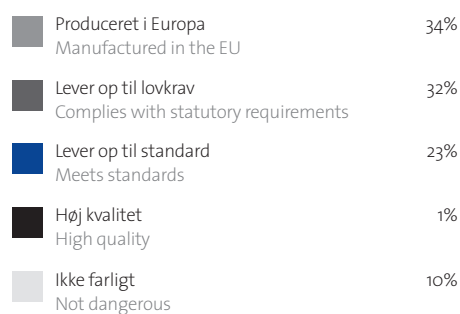 Produceret i Europa 34%
Manufactured in the EU
Lever op til lovkrav 32%
Complies with statutory requirements
Lever op til standard 23%
Meets standards
Høj kvalitet 1%
High quality
Ikke farligt 10%
Not dangerous